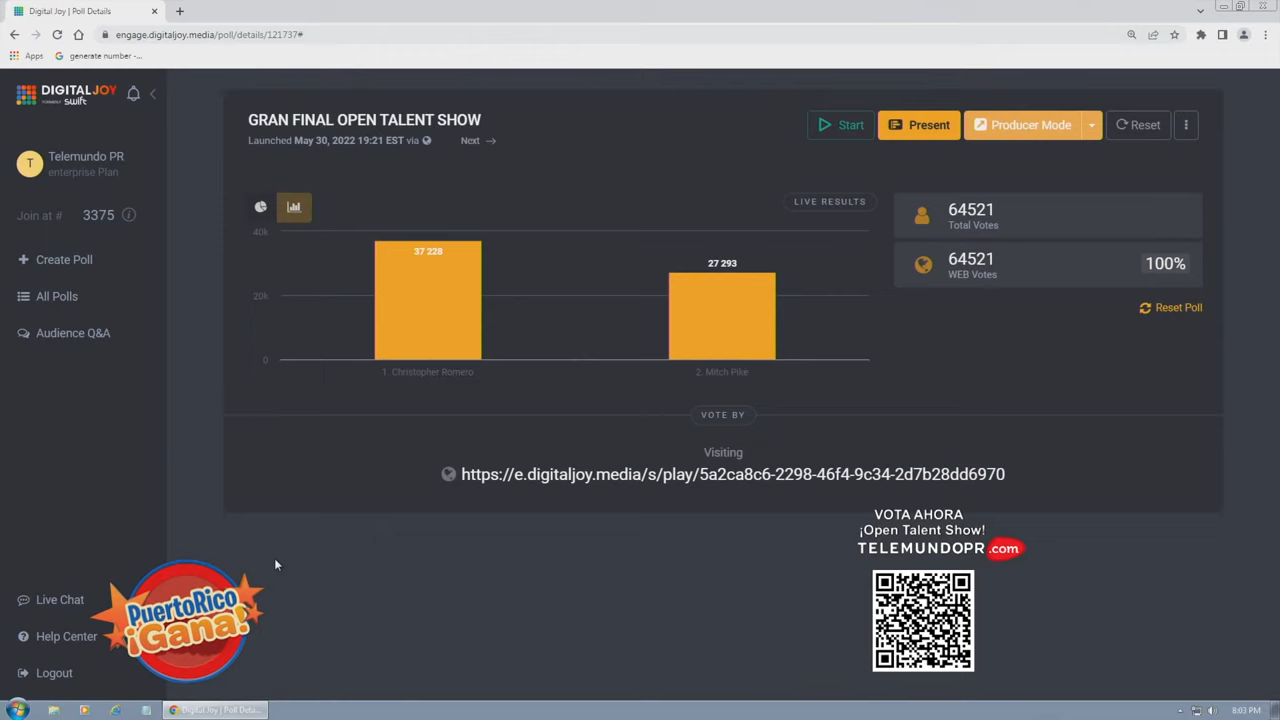 Digital Joy | Poll Details
engage.digitaljoy.media/poll/details/121737#
Apps
generate number -...
DIGITALJOY
FORMERLY swift
T
Telemundo PR
enterprise Plan
Join at # 3375
Create Poll
All Polls
Audience Q&A
Live Chat
Help Center
Logout
GRAN FINAL OPEN TALENT SHOW
Launched May 30, 2022 19:21 EST via
Next
Start
Present
Producer Mode
Reset
LIVE RESULTS
40k
20k
0
37 228
27 293
1. Christopher Romero
2. Mitch Pike
64521
Total Votes
64521
WEB Votes
100%
Reset Poll
VOTE BY
Visiting
https://e.digitaljoy.media/s/play/5a2ca8c6-2298-46f4-9c34-2d7b28dd6970
VOTA AHORA
¡Open Talent Show!
TELEMUNDOPR.com
PuertoRico
¡Gana!
Digital Joy | Poll Deta...
8:03 PM